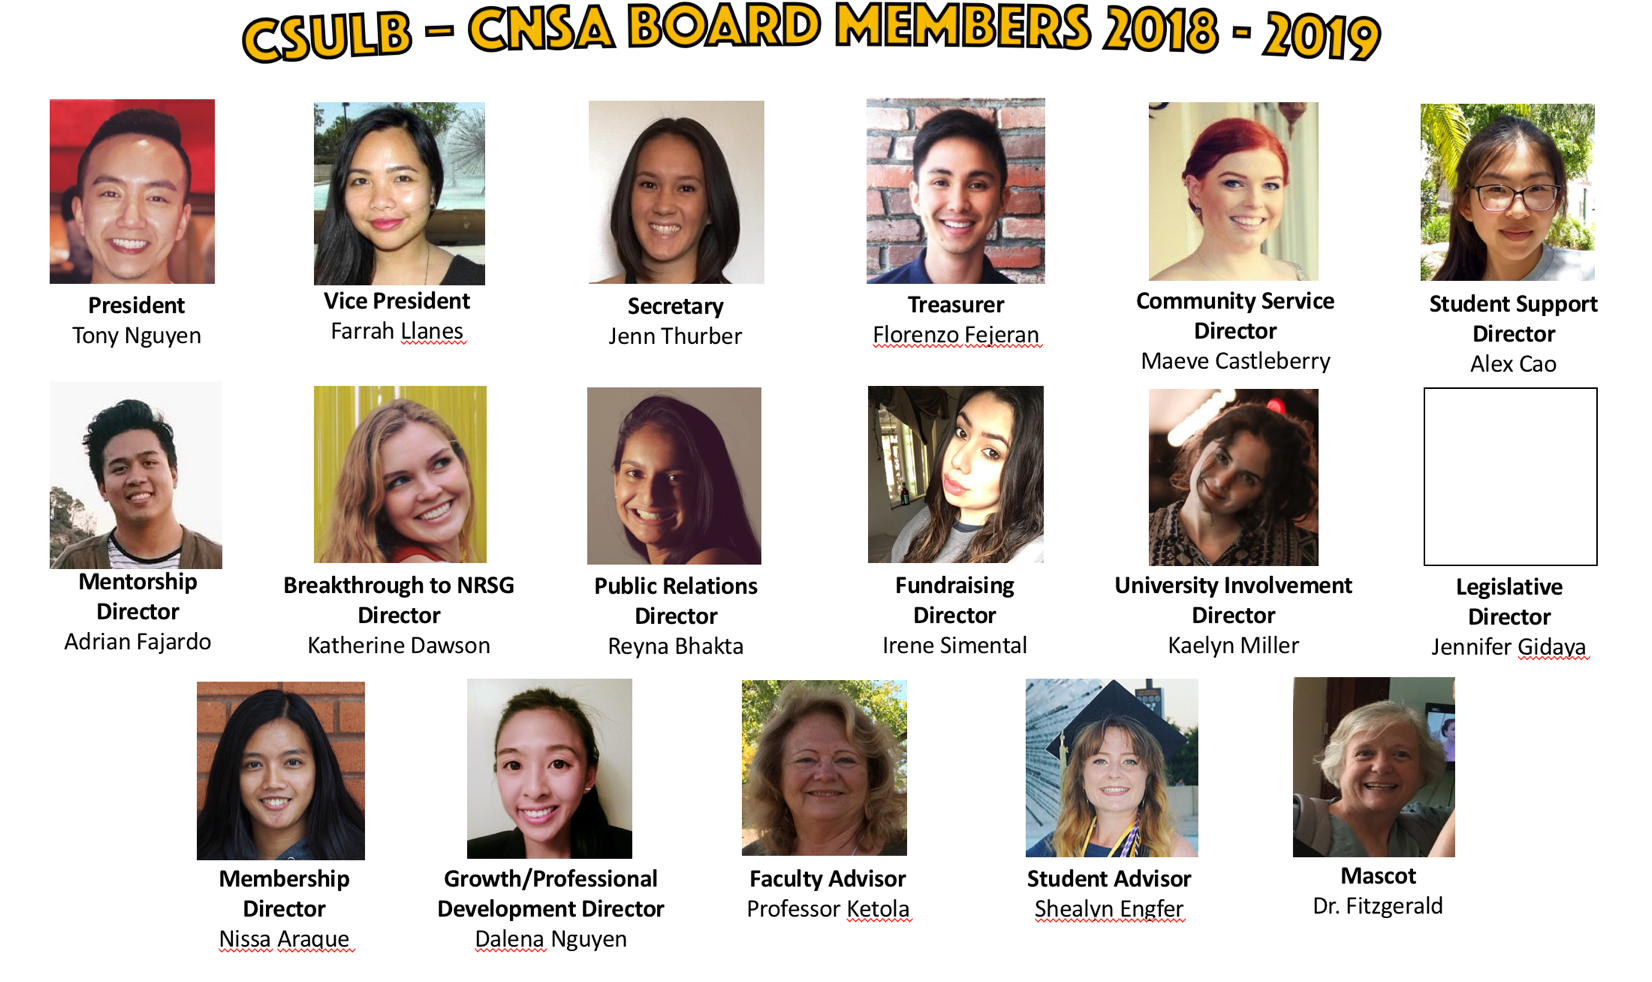 CSULB – CNSA BOARD MEMBERS 2018 - 2019
President
Tony Nguyen
Vice President
Farrah Llanes
Secretary
Jenn Thurber
Treasurer
Florenzo Fejeran
Community Service
Director
Maeve Castleberry
Student Support
Director
Alex Cao
Mentorship
Director
Adrian Fajardo
Breakthrough to NRSG
Director
Katherine Dawson
Public Relations
Director
Reyna Bhakta
Fundraising
Director
Irene Simental
University Involvement
Director
Kaelyn Miller
Legislative
Director
Jennifer Gidaya
Membership
Director
Nissa Araque
Growth/Professional
Development Director
Dalena Nguyen
Faculty Advisor
Professor Ketola
Student Advisor
Shealyn Engfer
Mascot
Dr. Fitzgerald